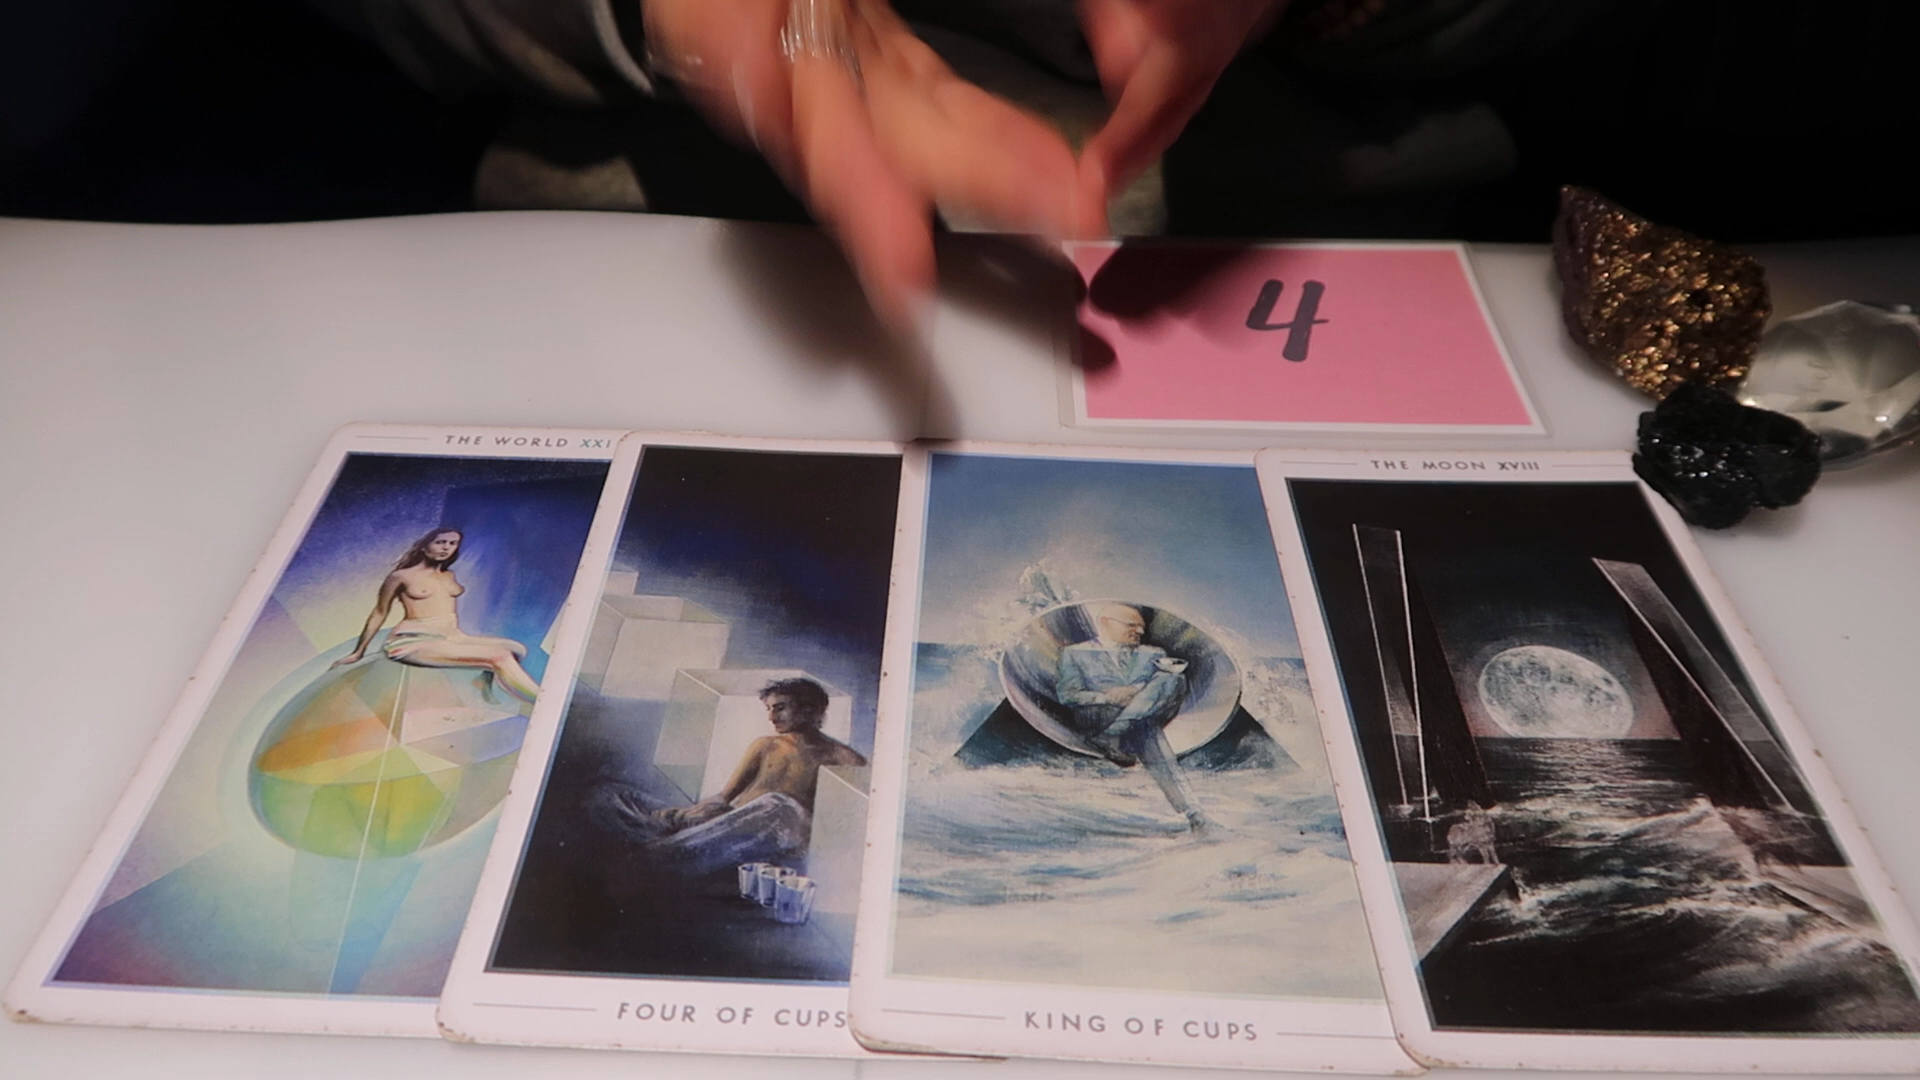 4
THE WORLD XXI
THE MOON XVIII
FOUR OF CUPS
KING OF CUPS